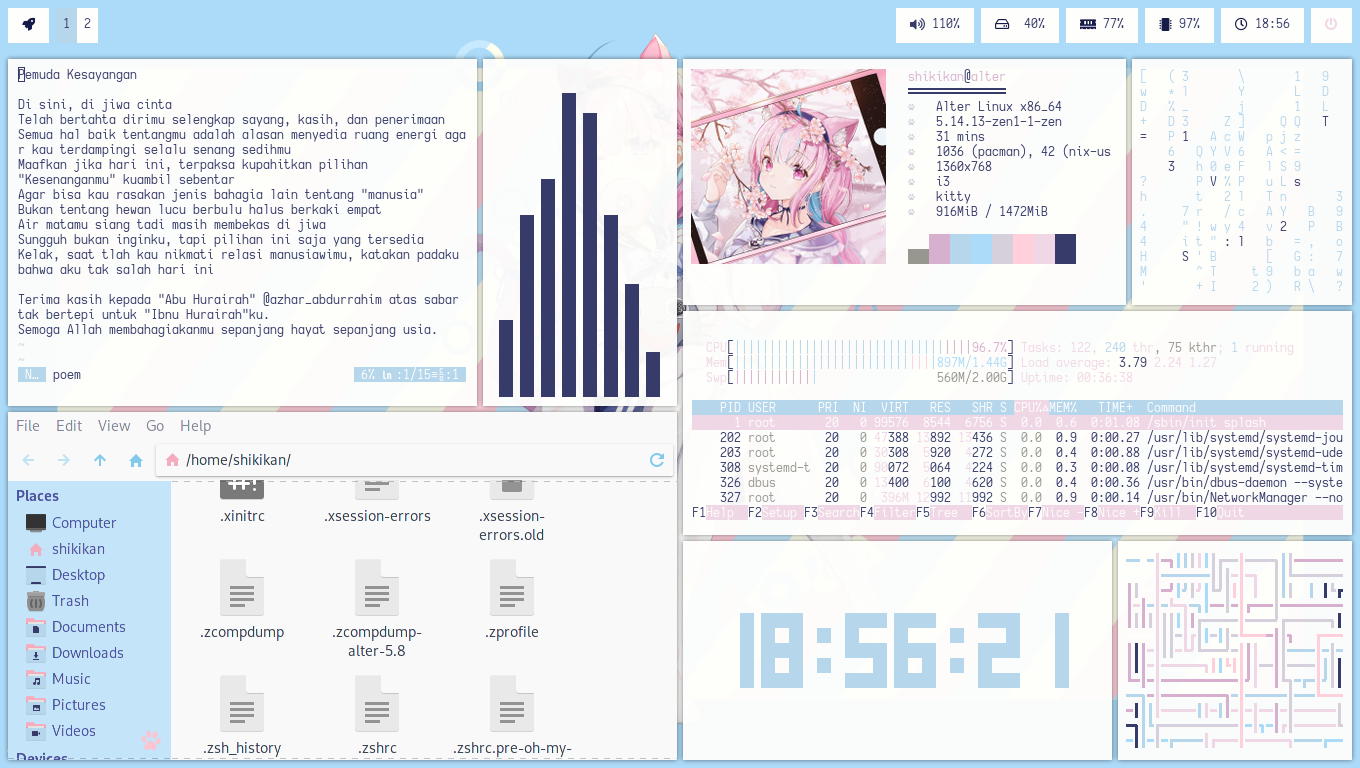 1 2
110% 40% 77% 97% 18:56
Pemuda Kesayangan
Di sini, di jiwa cinta
Telah bertahta dirimu selengkap sayang, kasih, dan penerimaan
Semua hal baik tentangmu adalah alasan menyedia ruang energi aga
r kau terdampigi selalu senang sedihmu
Maafkan jika hari ini, terpaksa kupahitkan pilihan
"Kesenanganmu" kuambil sebentar
Agar bisa kau rasakan jenis bahagia lain tentang "manusia"
Bukan tentang hewan lucu berbulu halus berkaki empat
Air matamu siang tadi masih membekas di jiwa
Sungguh bukan inginku, tapi pilihan ini saja yang tersedia
Kelak, saat tlah kau nikmati relasi manusiawimu, katakan padaku
bahwa aku tak salah hari ini
Terima kasih kepada "Abu Hurairah" @azhar_abdurrahim atas sabar
tak bertepi untuk "Ibnu Hurairah"ku.
Semoga Allah membahagiakanmu sepanjang hayat sepanjang usia.
~
~
N… poem 6% ln :1/15≡:1
shikikan@alter
Alter Linux x86_64
5.14.13-zen1-1-zen
31 mins
1036 (pacman), 42 (nix-us
1360x768
i3
kitty
916MiB / 1472MiB
CPU[96.7%] Tasks: 122, 240 thr, 75 kthr; 1 running
Mem[897M/1.44G] Load average: 3.79 2.24 1.27
Swp[560M/2.00G] Uptime: 00:36:38
PID USER PRI NI VIRT RES SHR S CPU%▵MEM% TIME+ Command
1 root 20 0 99576 8544 6756 S 0.0 0.6 0:01.08 /sbin/init splash
202 root 20 0 47388 13892 13436 S 0.0 0.9 0:00.27 /usr/lib/systemd/systemd-jou
203 root 20 0 30308 5920 4272 S 0.0 0.4 0:00.88 /usr/lib/systemd/systemd-ude
308 systemd-t 20 0 90072 5064 4224 S 0.0 0.3 0:00.08 /usr/lib/systemd/systemd-tim
326 dbus 20 0 13400 6100 4620 S 0.0 0.4 0:00.36 /usr/bin/dbus-daemon --syste
327 root 20 0 396M 12992 11992 S 0.0 0.9 0:00.14 /usr/bin/NetworkManager --no
F1Help F2Setup F3Search F4Filter F5Tree F6SortBy F7Nice - F8Nice + F9Kill F10Quit
File Edit View Go Help
/home/shikikan/
Places
Computer
shikikan
Desktop
Trash
Documents
Downloads
Music
Pictures
Videos
Devices
.xinitrc .xsession-errors .xsession-
errors.old
.zcompdump .zcompdump-
alter-5.8 .zprofile
.zsh_history .zshrc .zshrc.pre-oh-my-
18:56:21